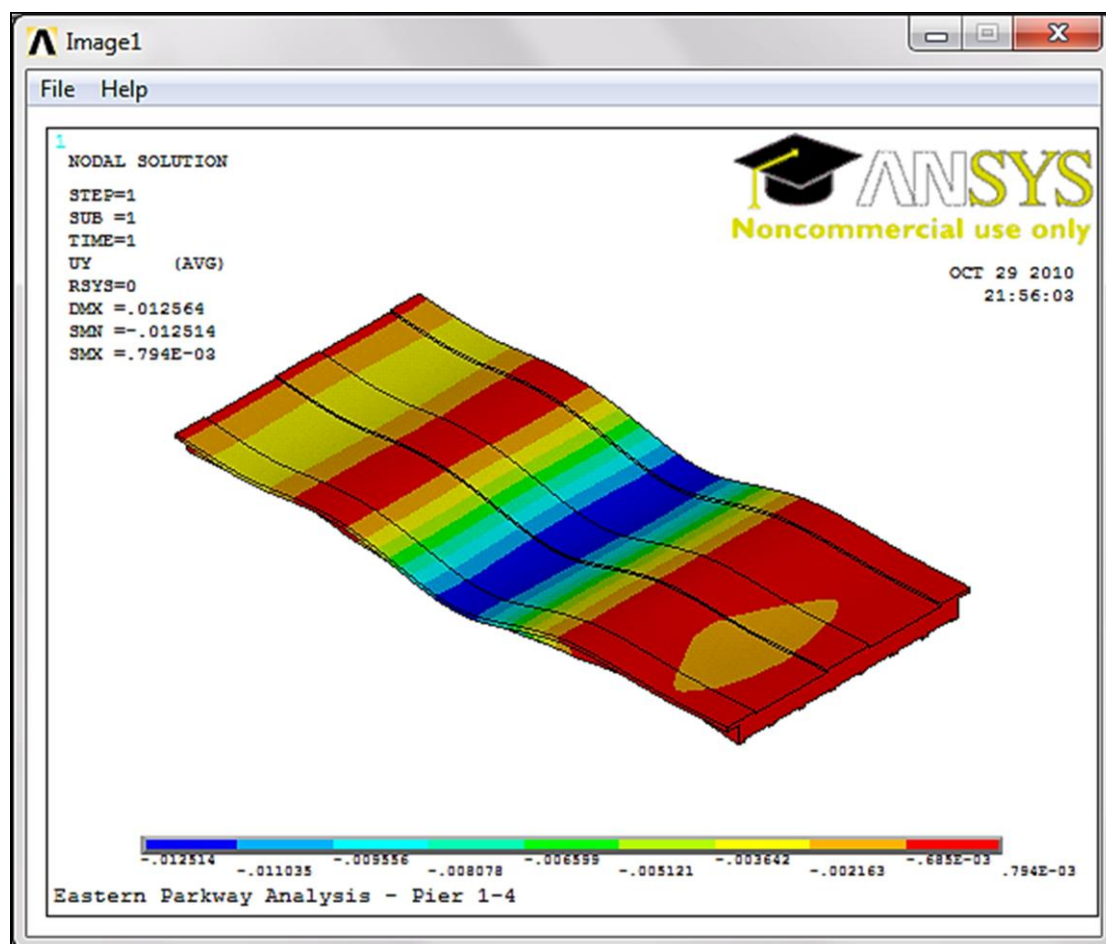 Image1
File Help
1
NODAL SOLUTION
STEP=1
SUB =1
TIME=1
UY (AVG)
RSYS=0
DMX =.012564
SMN =-.012514
SMX =.794E-03
ANSYS
Noncommercial use only
OCT 29 2010
21:56:03
-.012514 -.009556 -.006599 -.003642 -.685E-03
-.011035 -.008078 -.005121 -.002163 .794E-03
Eastern Parkway Analysis - Pier 1-4